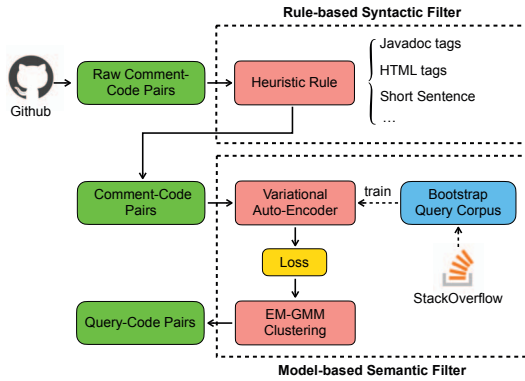 Rule-based Syntactic Filter
Github
Raw Comment-
Code Pairs
Heuristic Rule
Javadoc tags
HTML tags
Short Sentence
...
Comment-Code
Pairs
Variational
Auto-Encoder
train
Bootstrap
Query Corpus
StackOverflow
Loss
EM-GMM
Clustering
Query-Code Pairs
Model-based Semantic Filter